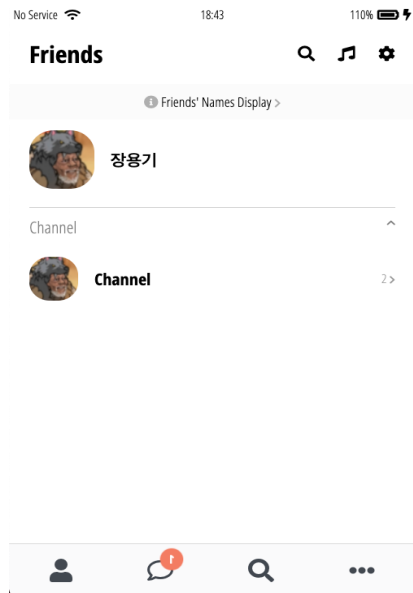 No Service 18:43 110%
Friends
Friends' Names Display >
장용기
Channel
Channel 2 >
1